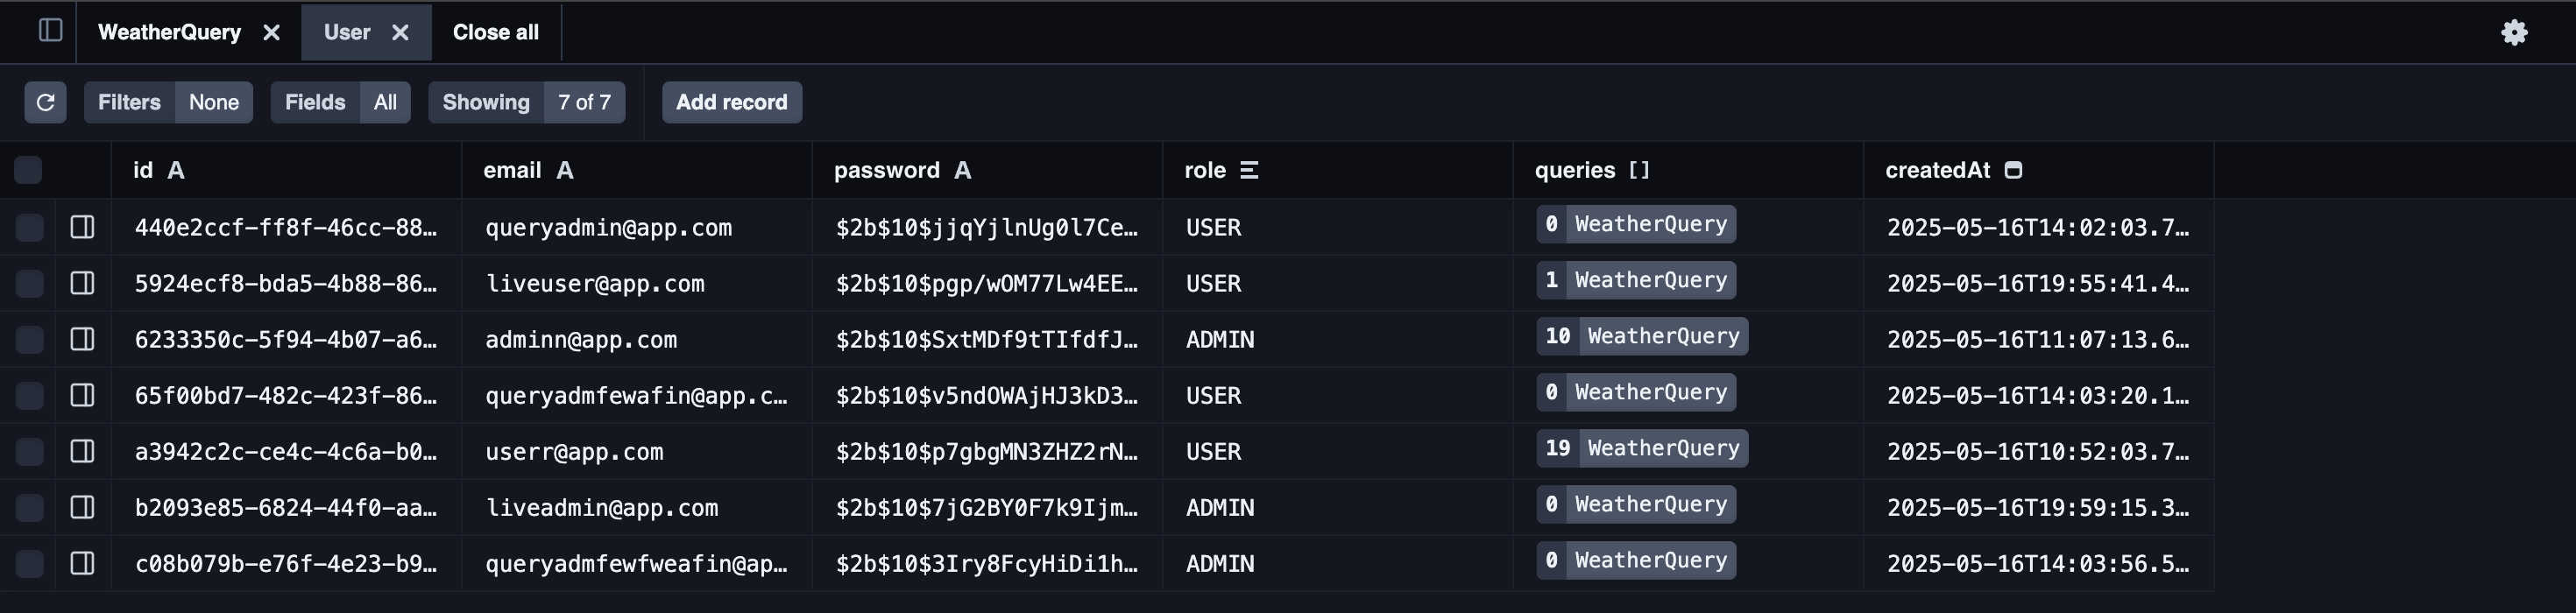 WeatherQuery User Close all
Filters None Fields All Showing 7 of 7 Add record
id A email A password A role queries [] createdAt
440e2ccf-ff8f-46cc-88… queryadmin@app.com $2b$10$jjqYjlnUg0l7Ce… USER 0 WeatherQuery 2025-05-16T14:02:03.7…
5924ecf8-bda5-4b88-86… liveuser@app.com $2b$10$pgp/wOM77Lw4EE… USER 1 WeatherQuery 2025-05-16T19:55:41.4…
6233350c-5f94-4b07-a6… adminn@app.com $2b$10$SxtMDf9tTIfdfJ… ADMIN 10 WeatherQuery 2025-05-16T11:07:13.6…
65f00bd7-482c-423f-86… queryadmfewafin@app.c… $2b$10$v5ndOWAjHJ3kD3… USER 0 WeatherQuery 2025-05-16T14:03:20.1…
a3942c2c-ce4c-4c6a-b0… userr@app.com $2b$10$p7gbgMN3ZHZ2rN… USER 19 WeatherQuery 2025-05-16T10:52:03.7…
b2093e85-6824-44f0-aa… liveadmin@app.com $2b$10$7jG2BY0F7k9Ijm… ADMIN 0 WeatherQuery 2025-05-16T19:59:15.3…
c08b079b-e76f-4e23-b9… queryadmfewfweafin@ap… $2b$10$3Iry8FcyHiDi1h… ADMIN 0 WeatherQuery 2025-05-16T14:03:56.5…